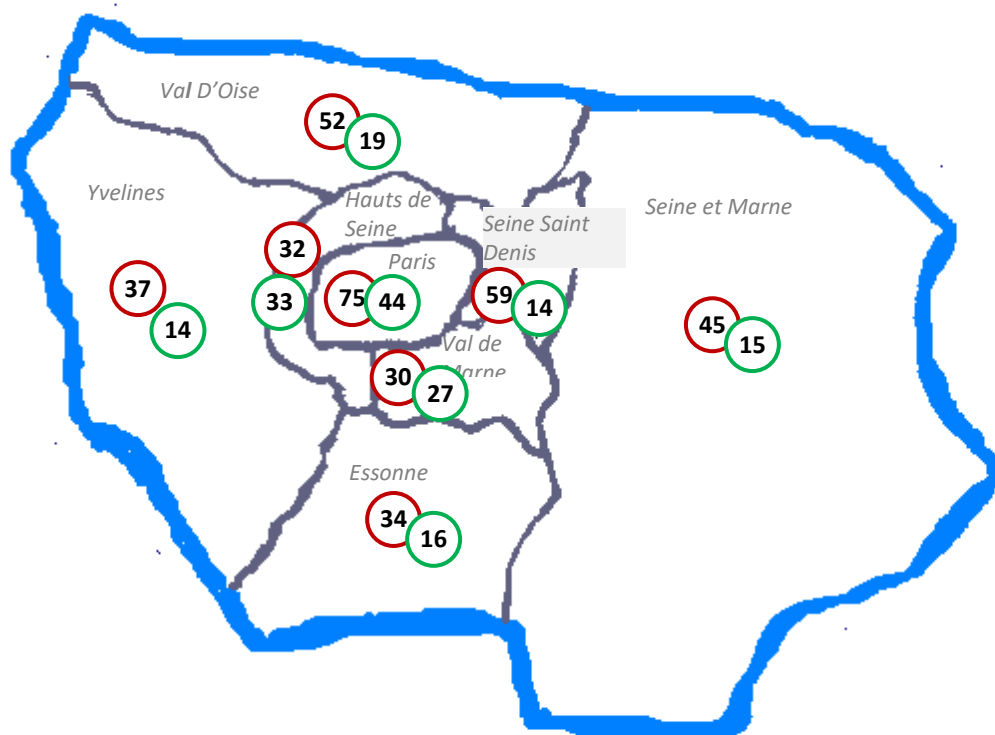 Val D'Oise
52
19
Yvelines
Hauts de
Seine
Seine Saint
Denis
Seine et Marne
32
Paris
37
33
75
44
59
14
14
45
15
Val de
Marne
30
27
Essonne
34
16